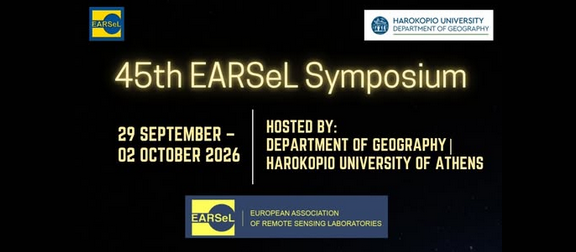 EARSeL
HAROKOPIO UNIVERSITY
DEPARTMENT OF GEOGRAPHY
45th EARSeL Symposium
29 SEPTEMBER –
02 OCTOBER 2026
HOSTED BY:
DEPARTMENT OF GEOGRAPHY|
HAROKOPIO UNIVERSITY OF ATHENS
EARSeL
EUROPEAN ASSOCIATION
OF REMOTE SENSING LABORATORIES